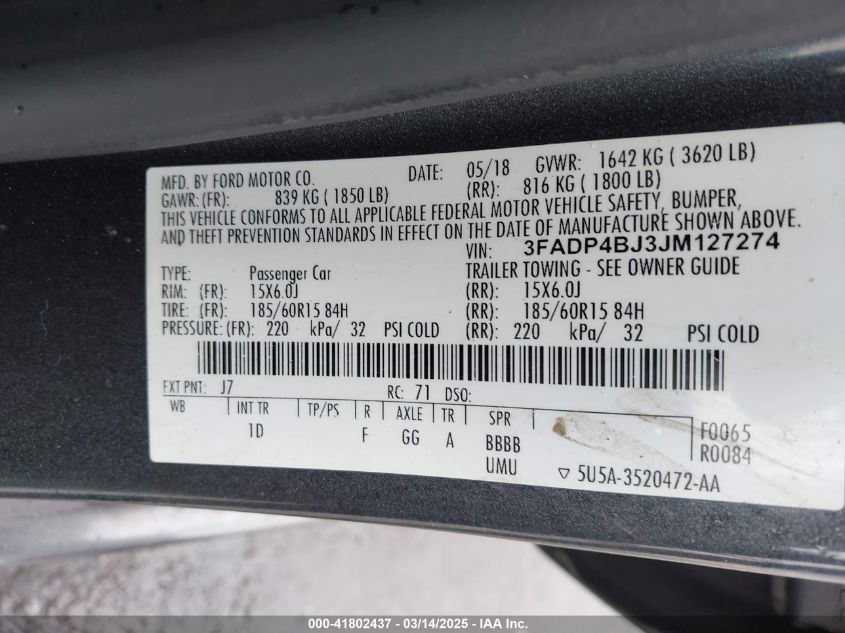 MFD. BY FORD MOTOR CO. DATE: 05/18 GVWR: 1642 KG ( 3620 LB)
GAWR:(FR): 839 KG ( 1850 LB) (RR): 816 KG ( 1800 LB)
THIS VEHICLE CONFORMS TO ALL APPLICABLE FEDERAL MOTOR VEHICLE SAFETY, BUMPER,
AND THEFT PREVENTION STANDARDS IN EFFECT ON THE DATE OF MANUFACTURE SHOWN ABOVE.
VIN: 3FADP4BJ3JM127274
TYPE: Passenger Car TRAILER TOWING - SEE OWNER GUIDE
RIM: (FR): 15X6.0J (RR): 15X6.0J
TIRE: (FR): 185/60R15 84H (RR): 185/60R15 84H
PRESSURE: (FR): 220 kPa/ 32 PSI COLD (RR): 220 kPa/ 32 PSI COLD
EXT PNT: J7 RC: 71 DSO:
WB INT TR TP/PS R AXLE TR SPR
1D F GG A BBBB F0065
UMU R0084
▽ 5U5A-3520472-AA
000-41802437 - 03/14/2025 - IAA Inc.